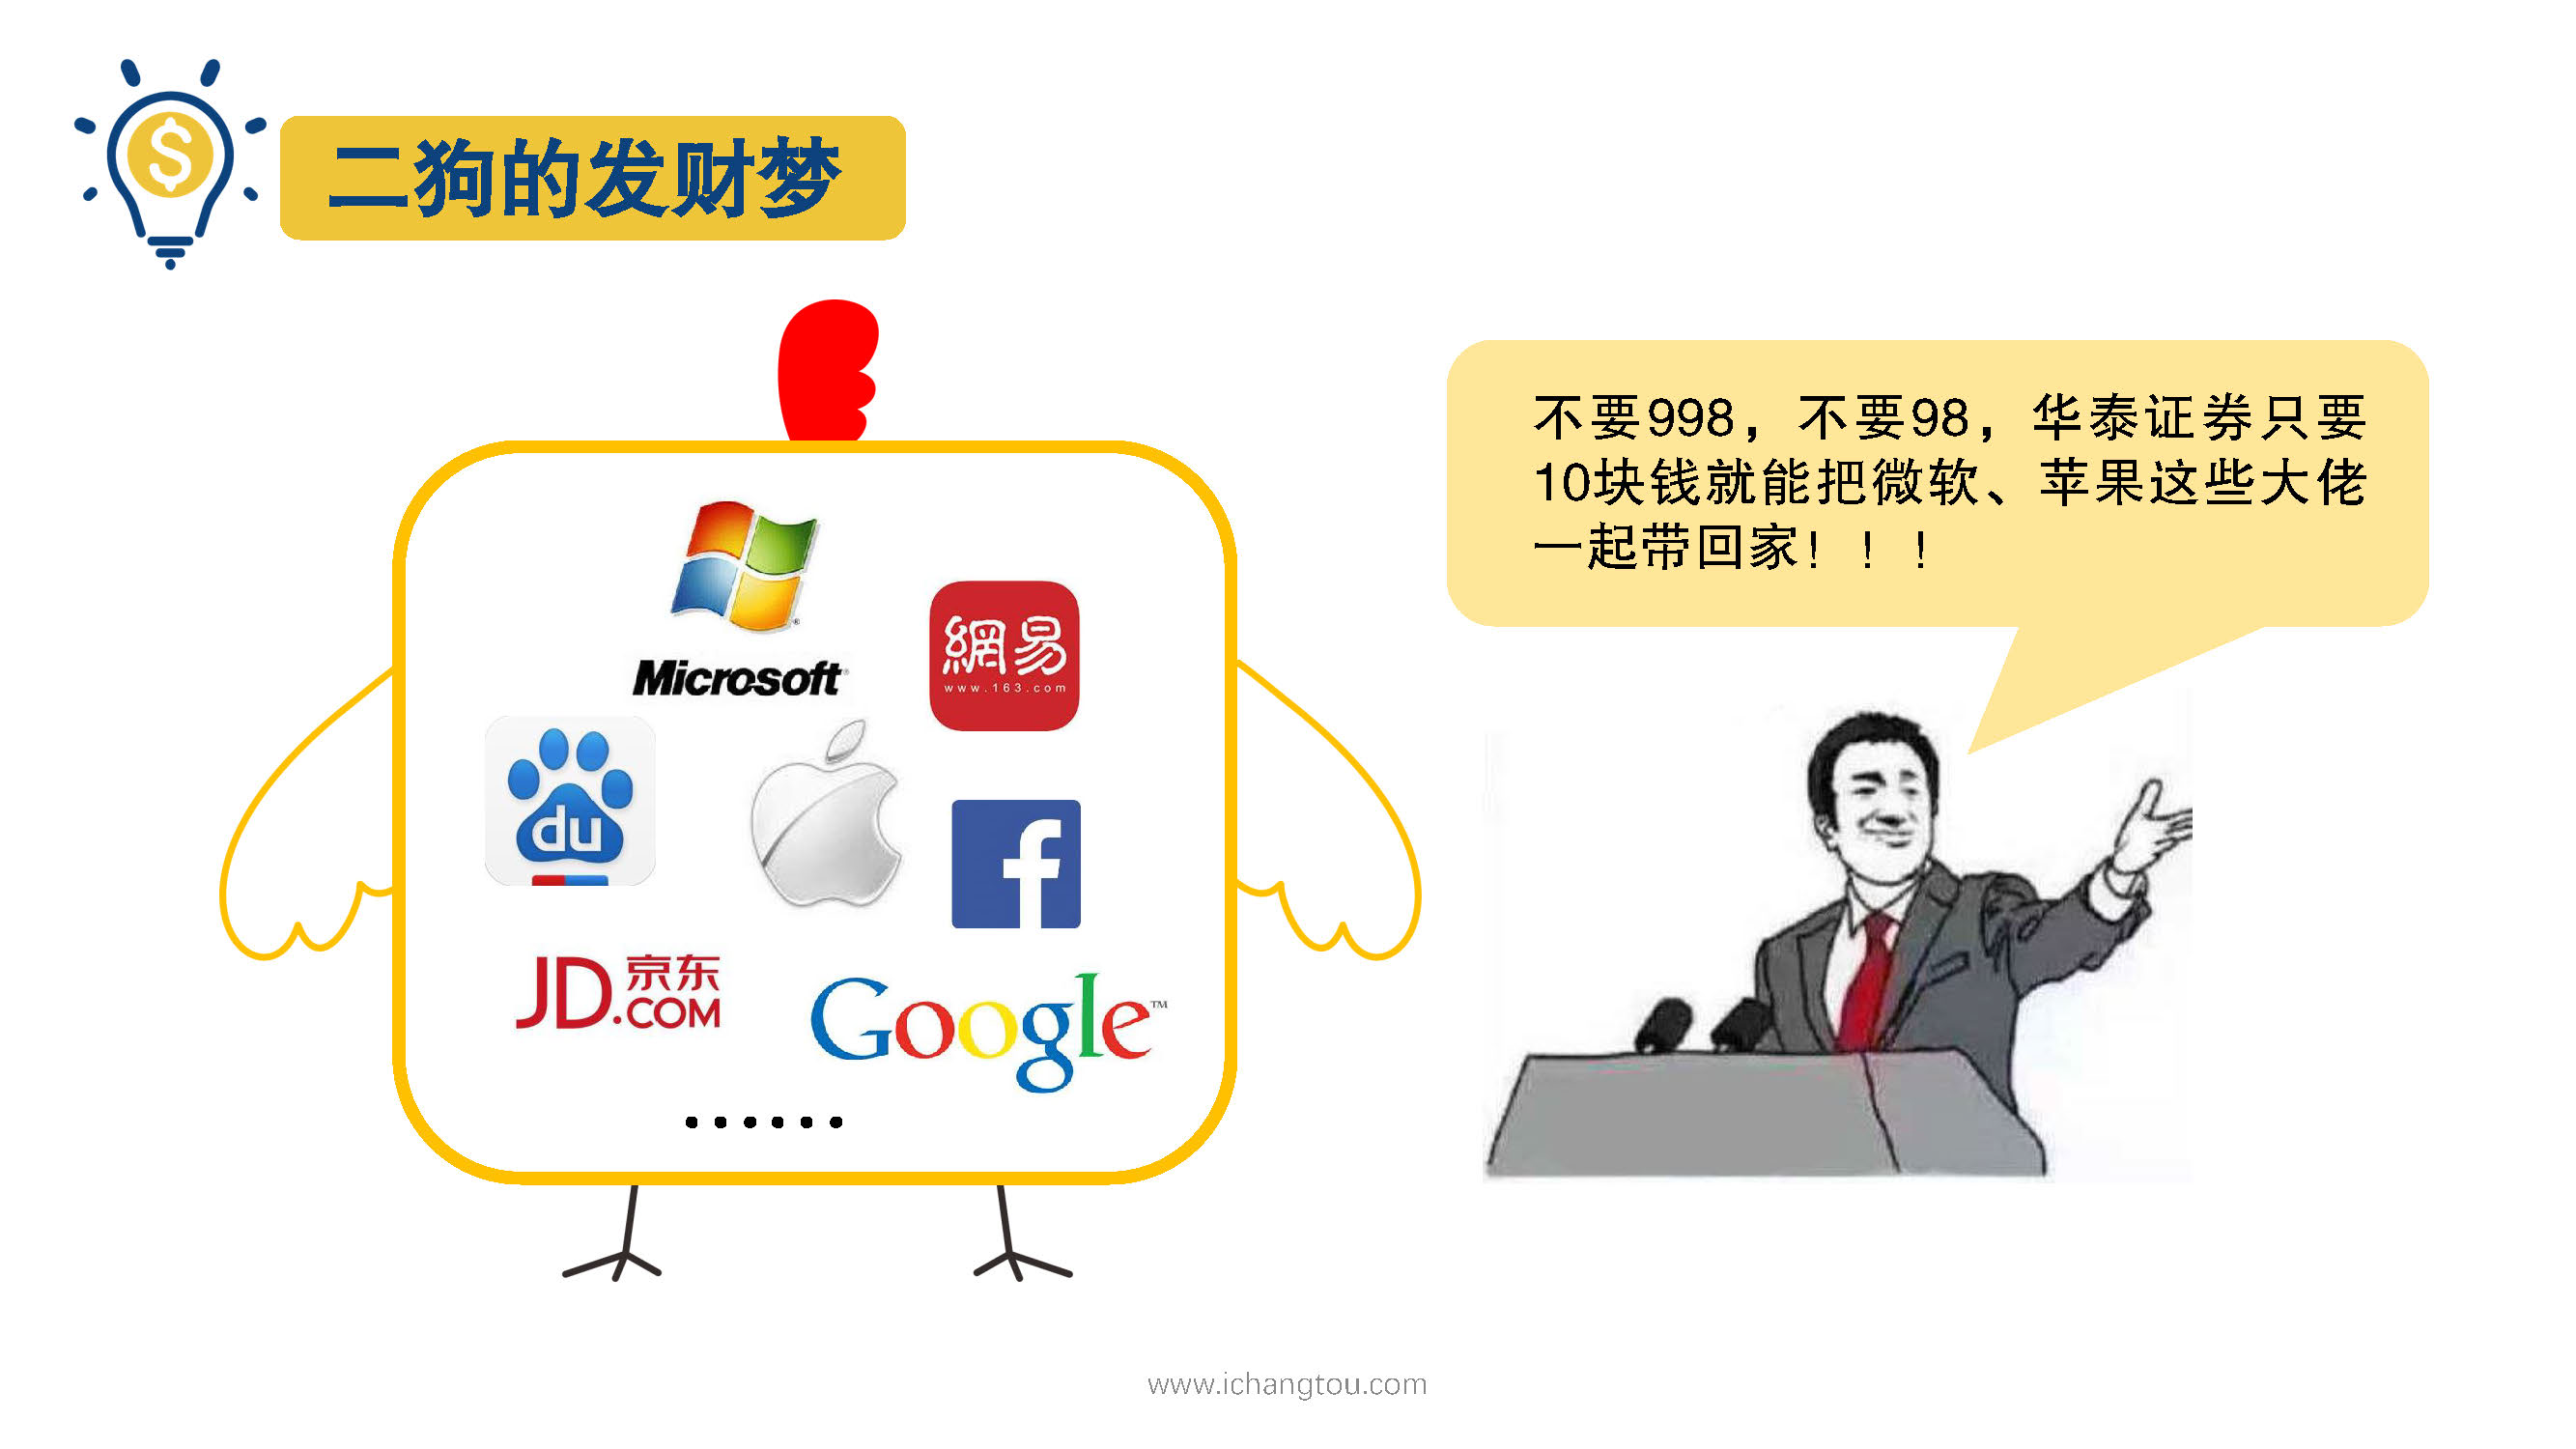 二狗的发财梦
不要998，不要98，华泰证券只要
10块钱就能把微软、苹果这些大佬
一起带回家！！！
Microsoft®
網易
www.163.com
du
f
JD京东
.COM
Google™
......
www.ichangtou.com